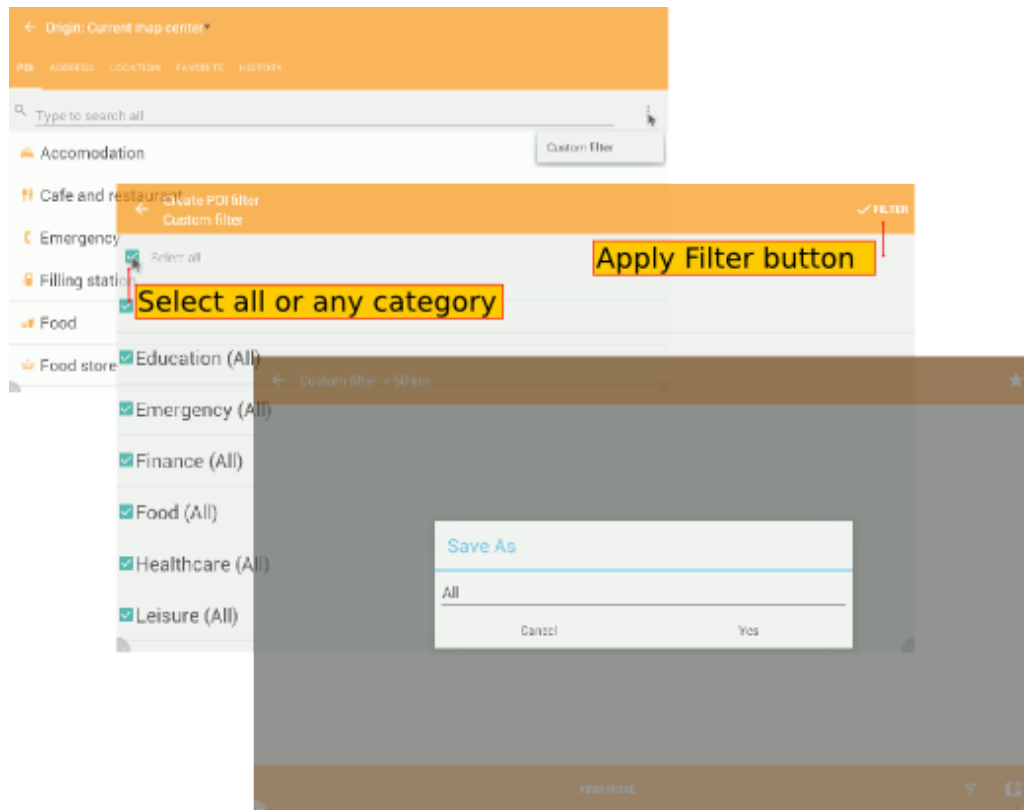 Origin: Current map center*
POI ADDRESS LOCATION FAVORITE HISTORY
Type to search all
Custom filter
Accomodation
Cafe and restaurant
Emergency
Filling station
Food
Food store
Create POI filter
Custom filter
FILTER
Select all
Apply Filter button
Select all or any category
Education (All)
Emergency (All)
Finance (All)
Food (All)
Healthcare (All)
Leisure (All)
Custom filter < 50 km
Save As
All
Cancel Yes
FIND MORE